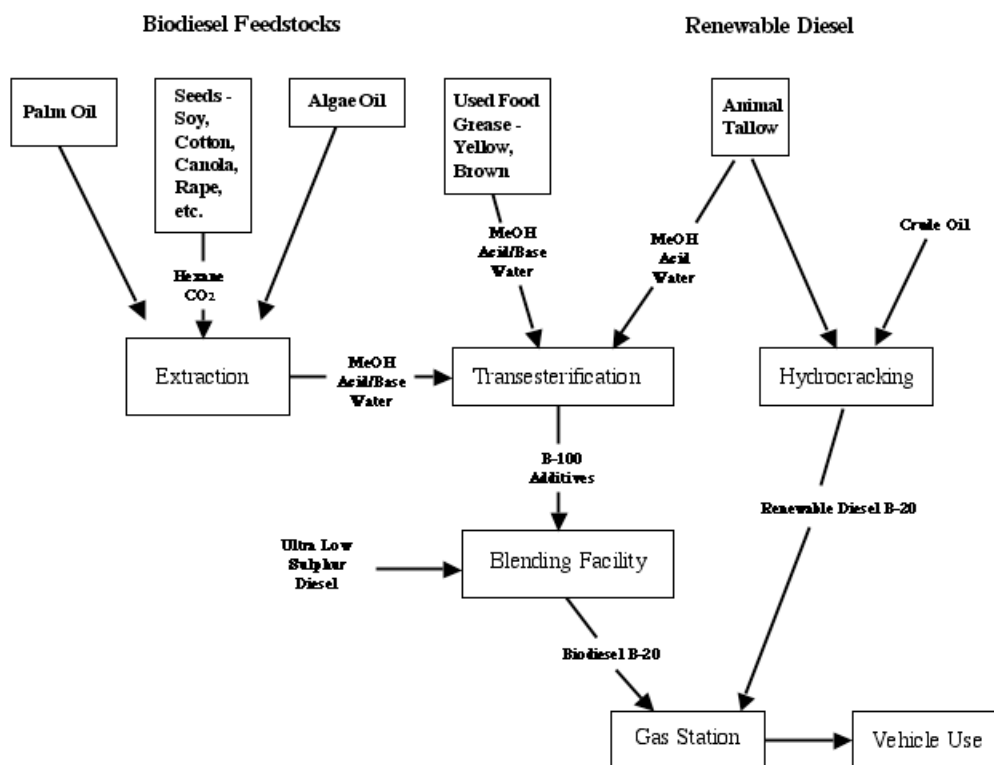 Biodiesel Feedstocks
Renewable Diesel
Palm Oil
Seeds -
Soy,
Cotton,
Canola,
Rape,
etc.
Algae Oil
Used Food
Grease -
Yellow,
Brown
Animal
Tallow
Crude Oil
Hexane
CO₂
MeOH
Acid/Base
Water
MeOH
Acid
Water
Extraction
MeOH
Acid/Base
Water
Transesterification
Hydrocracking
B-100
Additives
Renewable Diesel B-20
Ultra Low
Sulphur
Diesel
Blending Facility
Biodiesel B-20
Gas Station
Vehicle Use